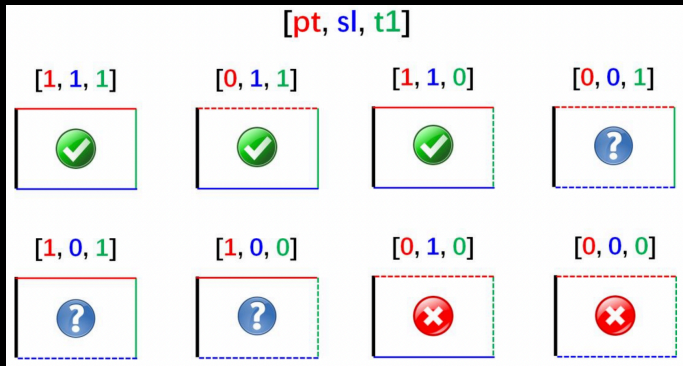 [pt, sl, t1]
[1, 1, 1] [0, 1, 1] [1, 1, 0] [0, 0, 1]
[1, 0, 1] [1, 0, 0] [0, 1, 0] [0, 0, 0]